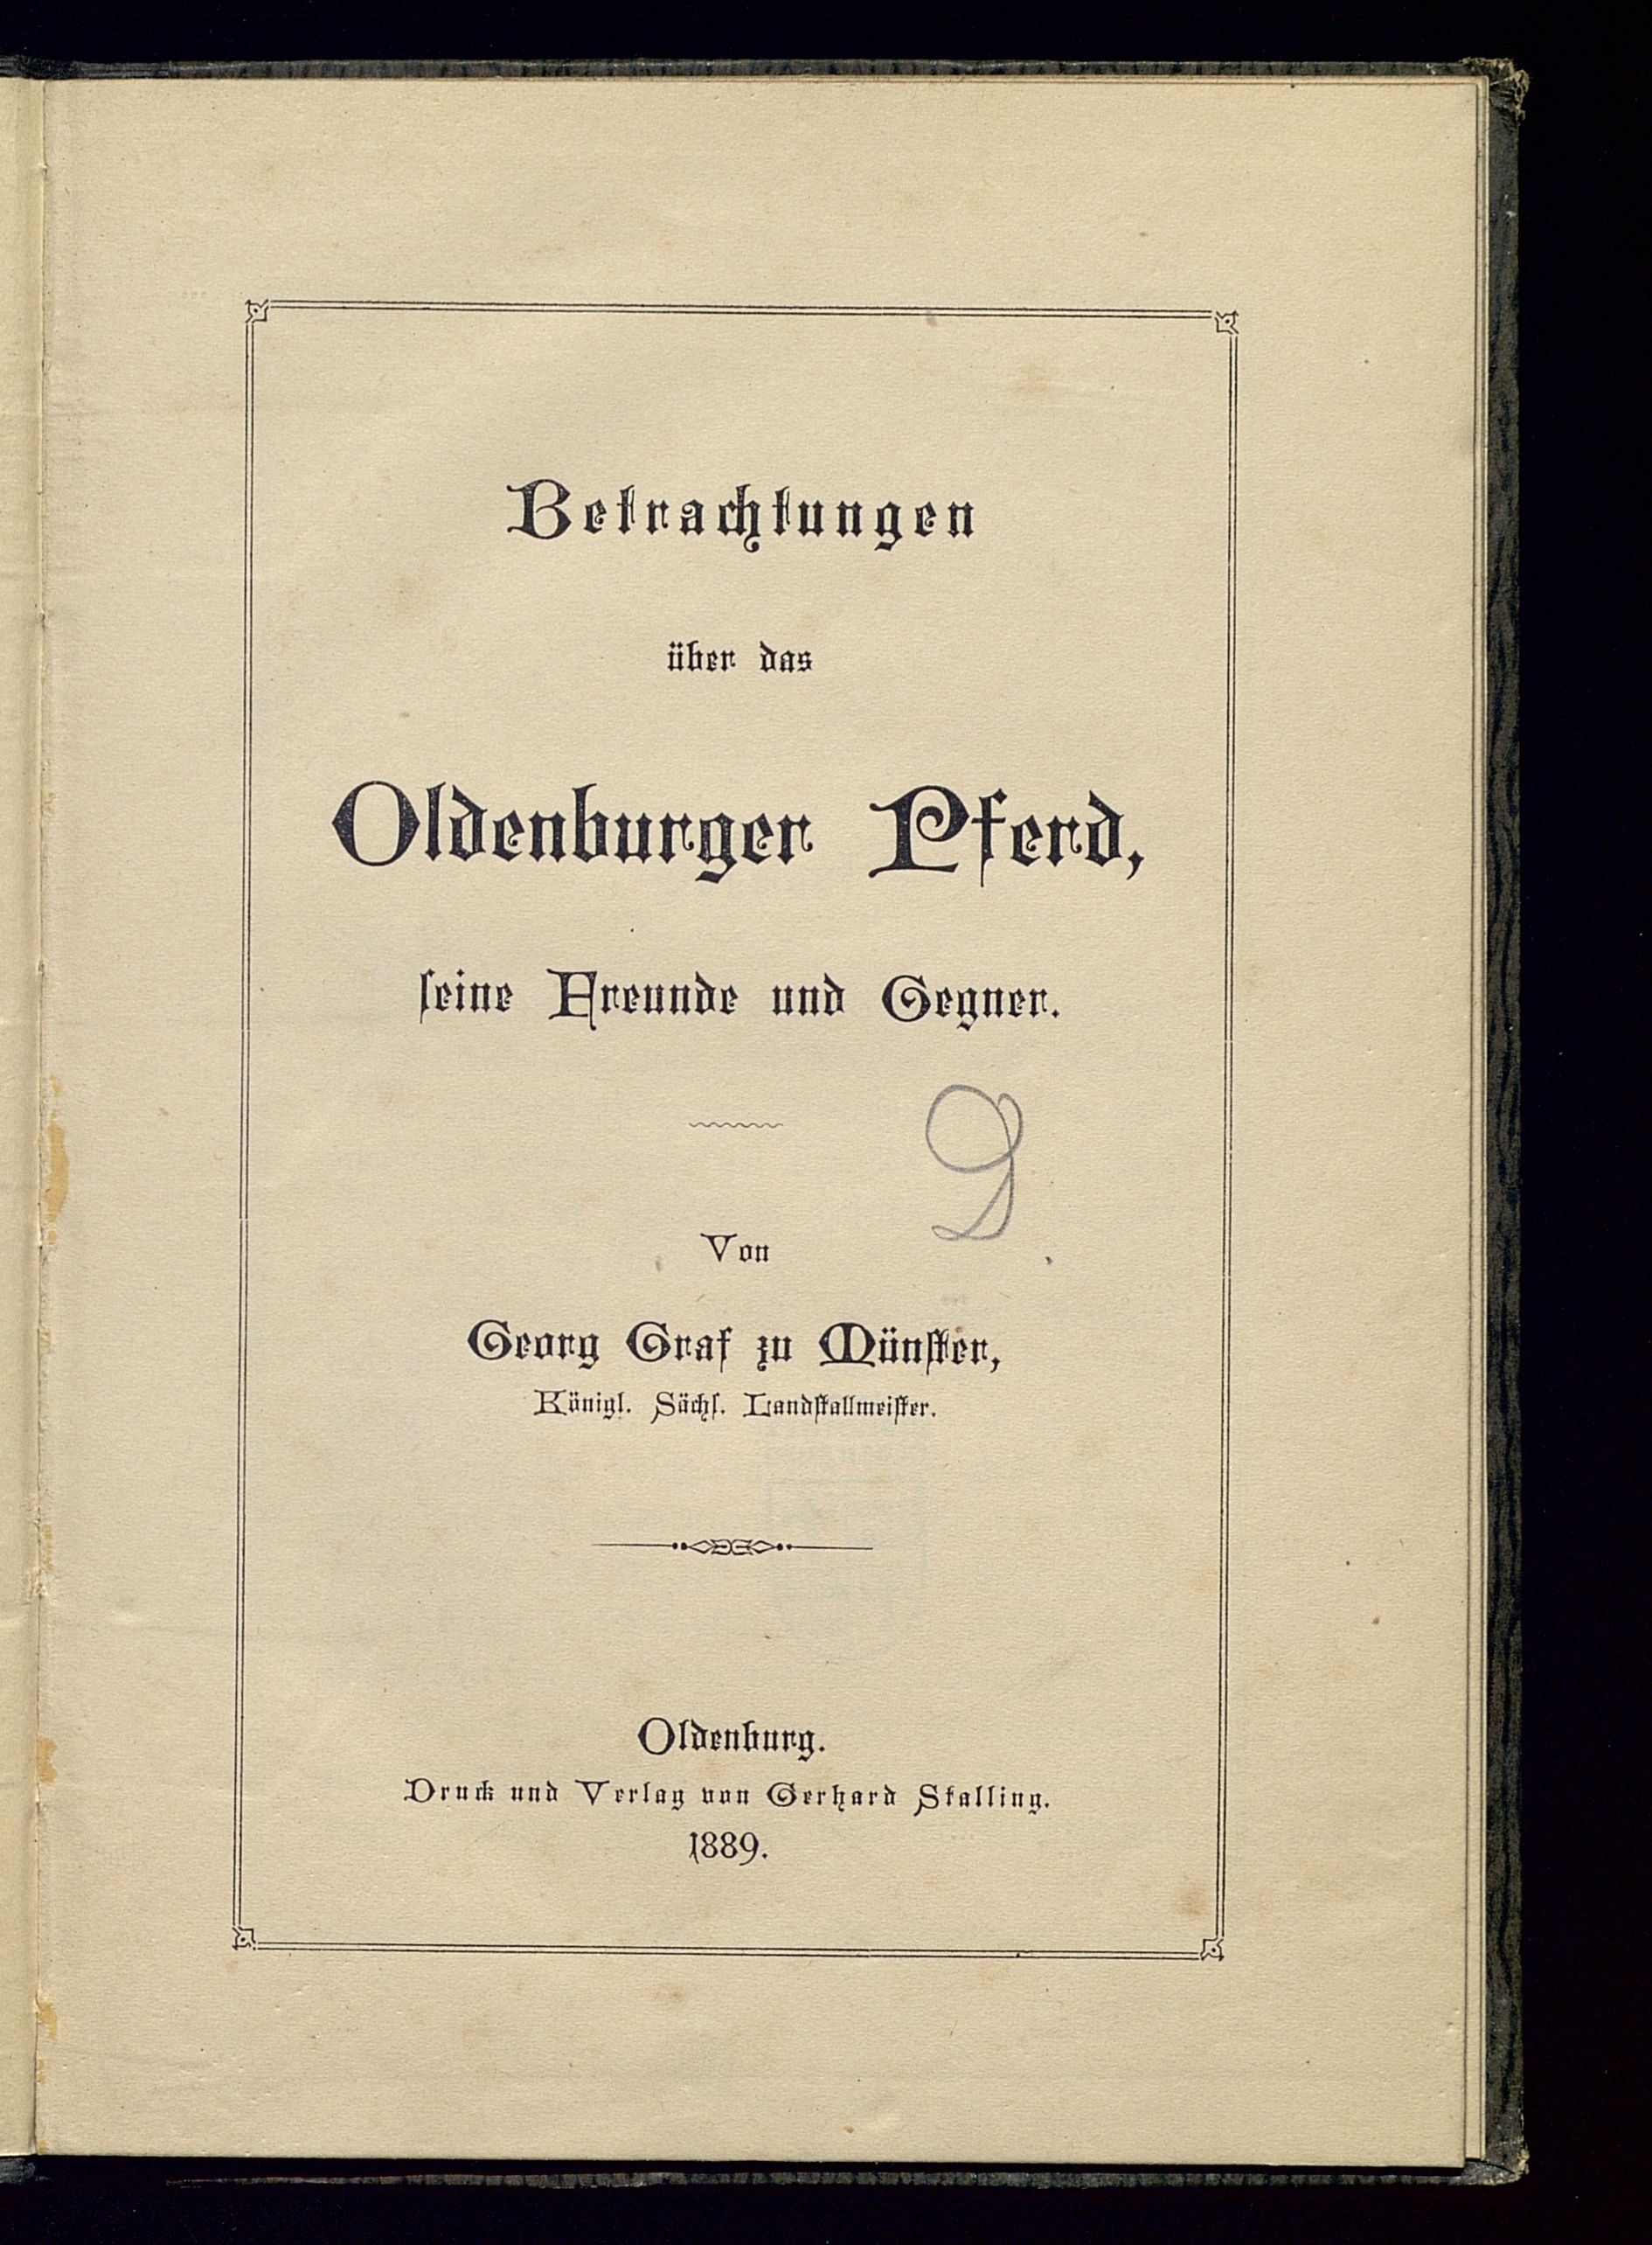 Betrachtungen
über das
Oldenburger Pferd,
seine Freunde und Gegner.
Von
Georg Graf zu Münster,
Königl. Sächs. Landstallmeister.
Oldenburg.
Druck und Verlag von Gerhard Stalling.
1889.